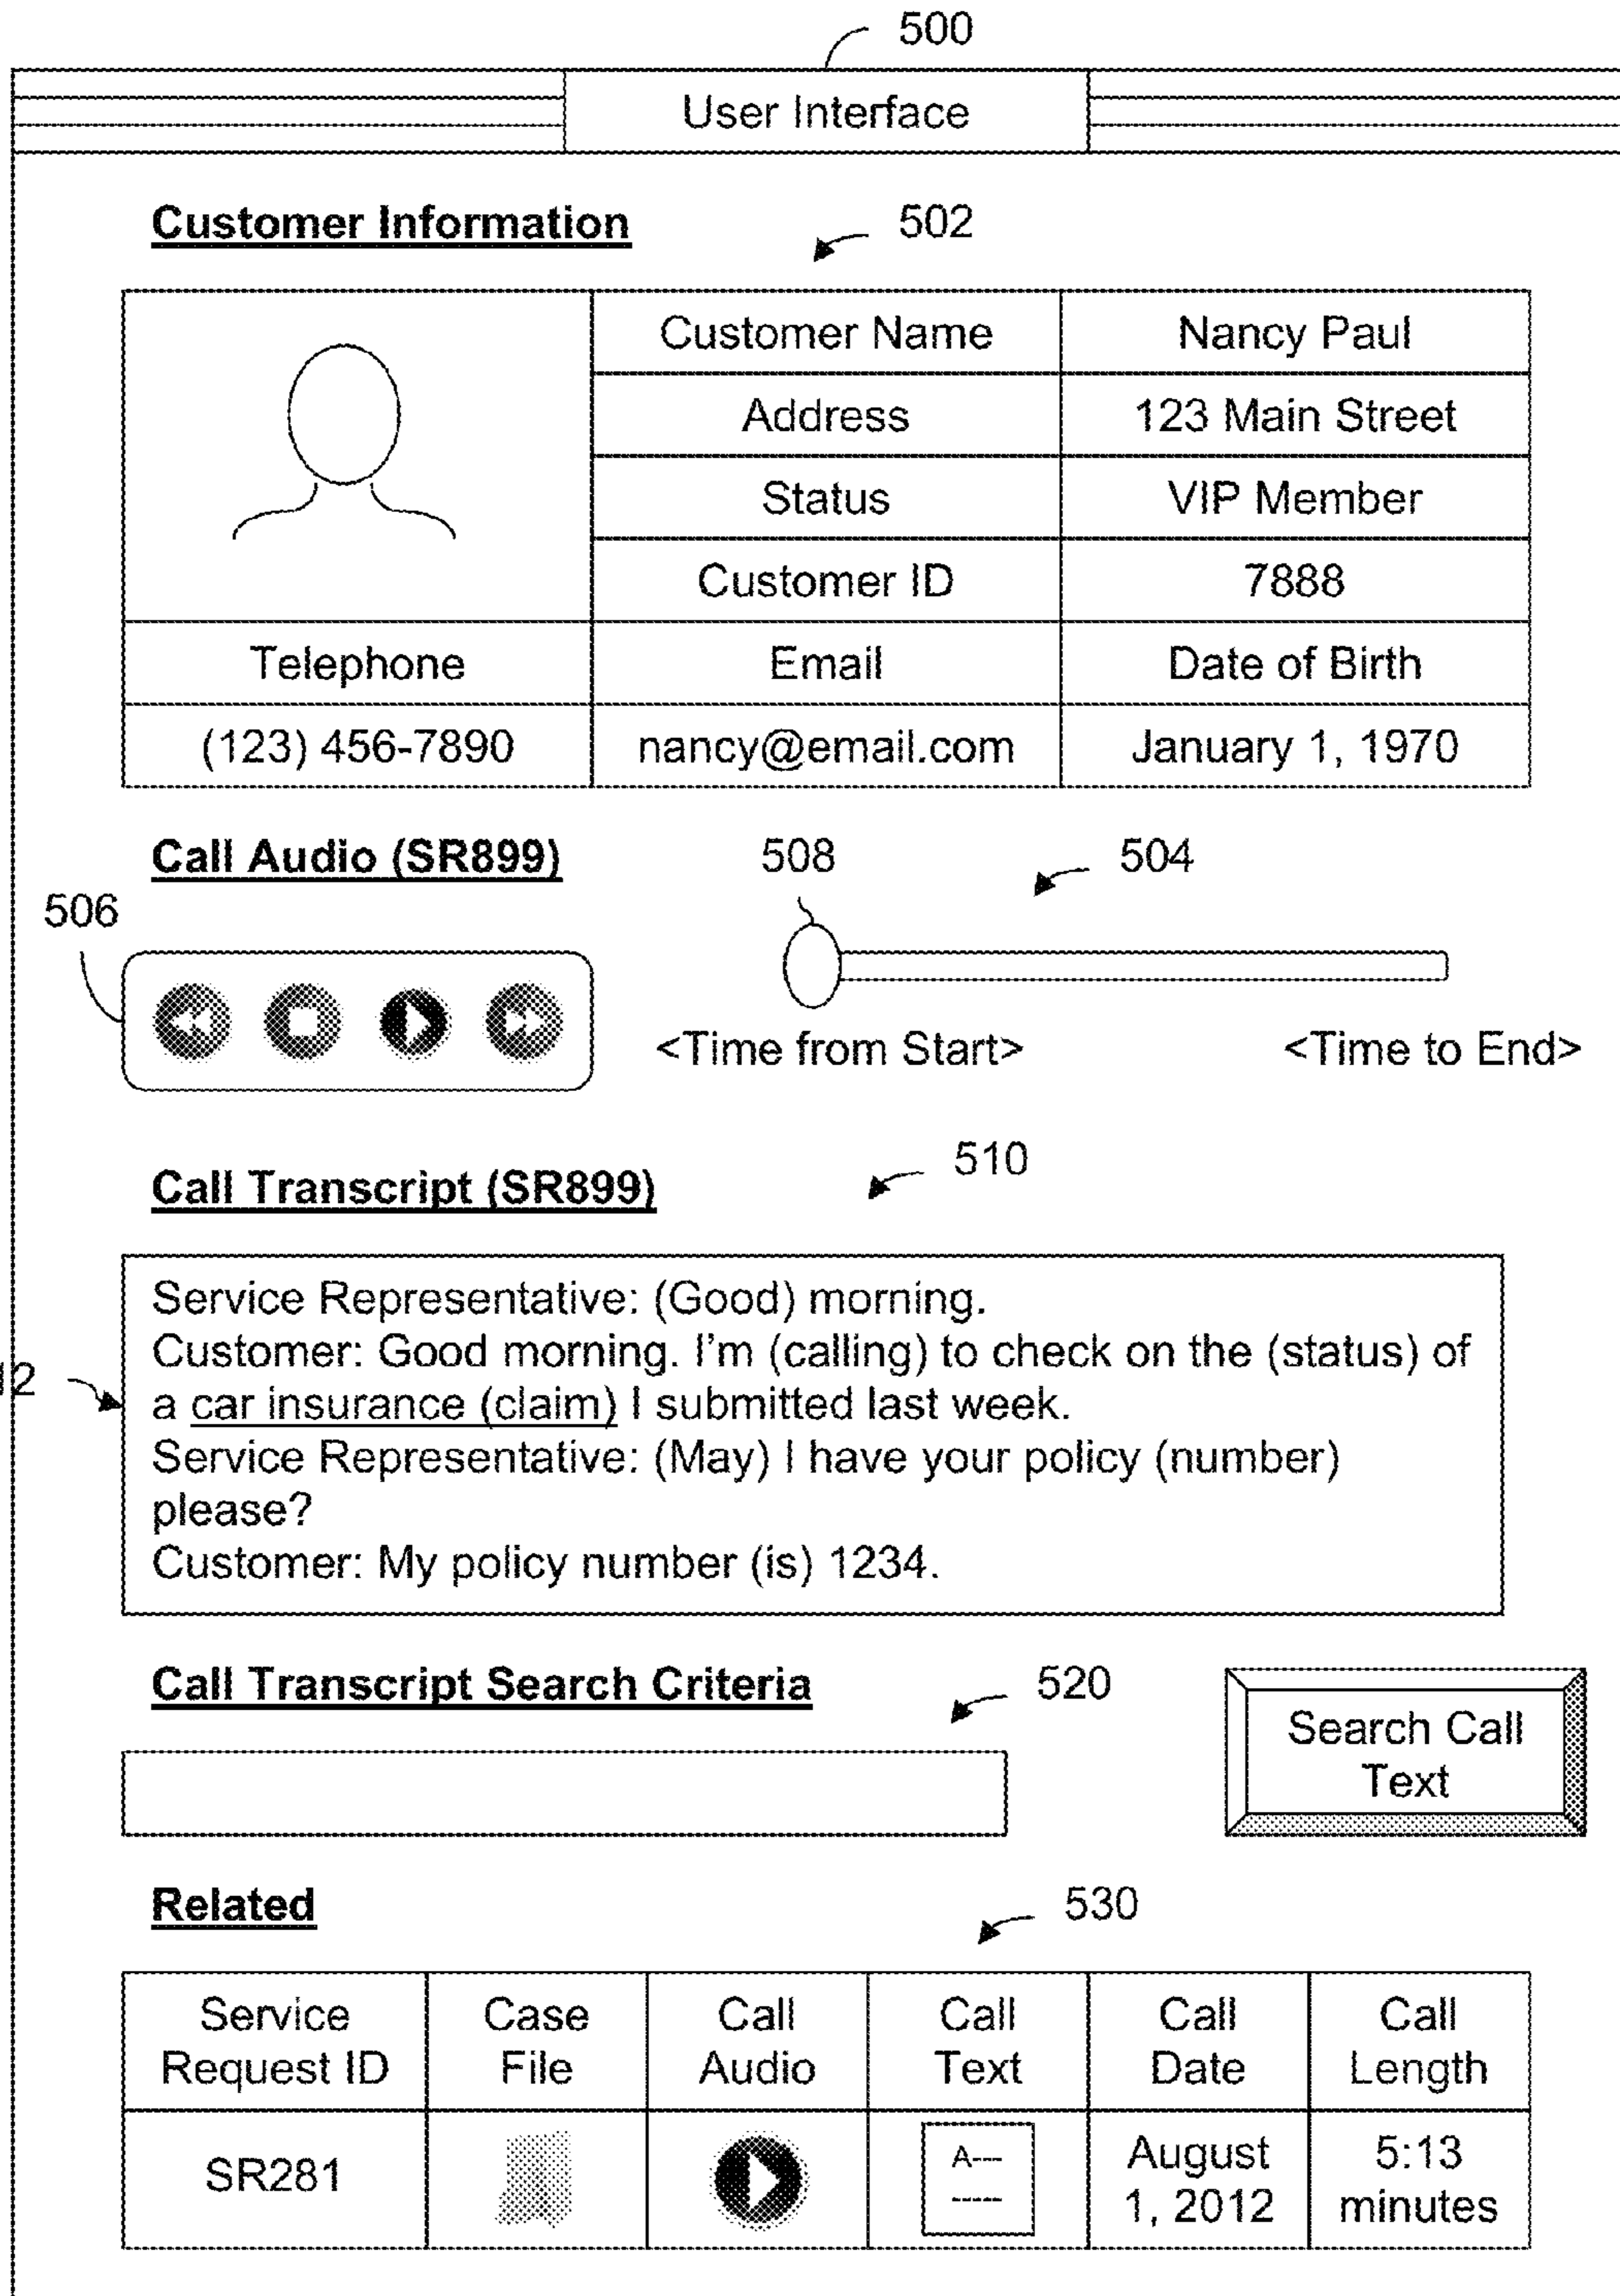 500
User Interface
Customer Information
502
Customer Name
Nancy Paul
Address
123 Main Street
Status
VIP Member
Customer ID
7888
Telephone
Email
Date of Birth
(123) 456-7890
nancy@email.com
January 1, 1970
Call Audio (SR899)
508
504
506
<Time from Start>
<Time to End>
Call Transcript (SR899)
510
Service Representative: (Good) morning.
Customer: Good morning. I'm (calling) to check on the (status) of
12
a car insurance (claim) I submitted last week.
Service Representative: (May) I have your policy (number)
please?
Customer: My policy number (is) 1234.
Call Transcript Search Criteria
520
Search Call
Text
Related
530
Service
Request ID
Case
File
Call
Audio
Call
Text
Call
Date
Call
Length
SR281
A---
-----
August
1, 2012
5:13
minutes